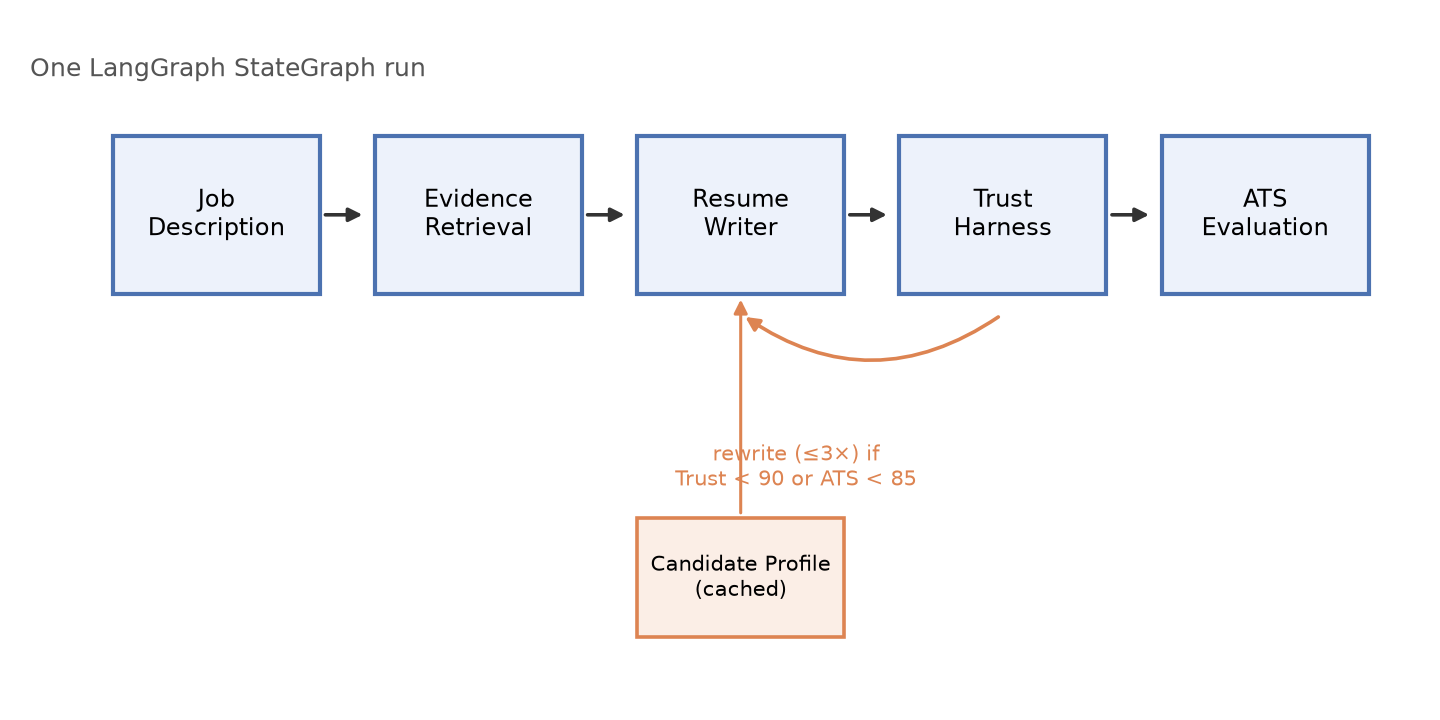 One LangGraph StateGraph run
Job
Description
Evidence
Retrieval
Resume
Writer
Trust
Harness
ATS
Evaluation
rewrite (≤3×) if
Trust < 90 or ATS < 85
Candidate Profile
(cached)